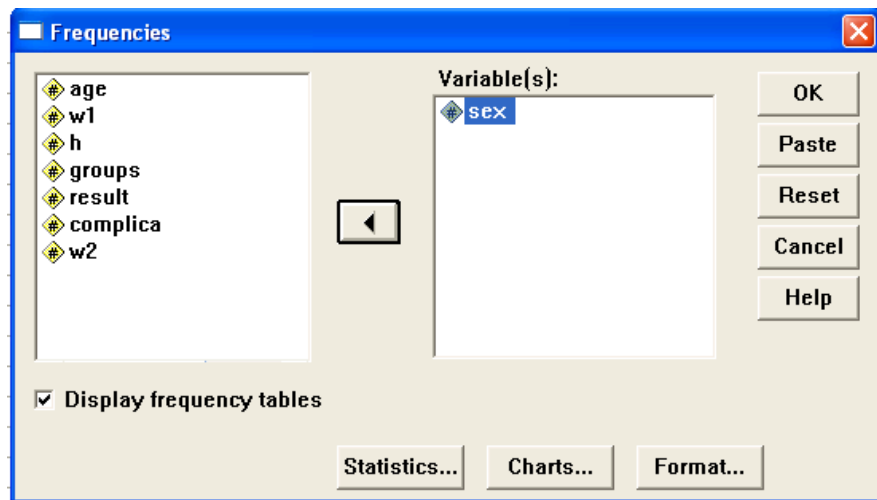 Frequencies
age
w1
h
groups
result
complica
w2
Variable(s):
sex
OK
Paste
Reset
Cancel
Help
Display frequency tables
Statistics...
Charts...
Format...